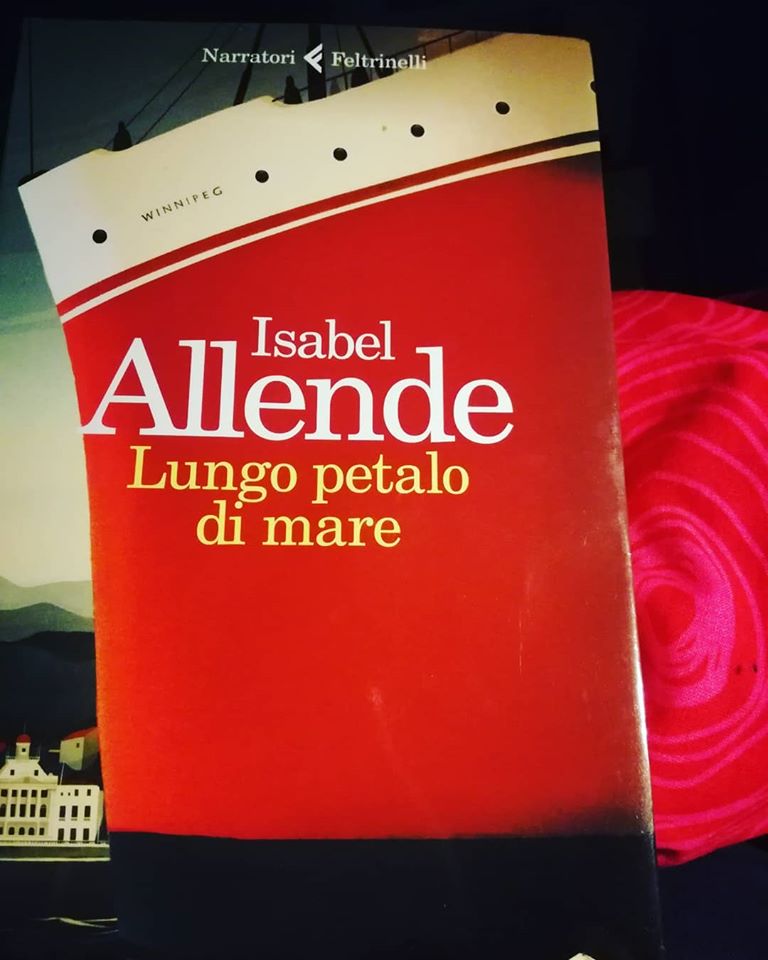 Narratori Feltrinelli
WINNIPEG
Isabel
Allende
Lungo petalo
di mare